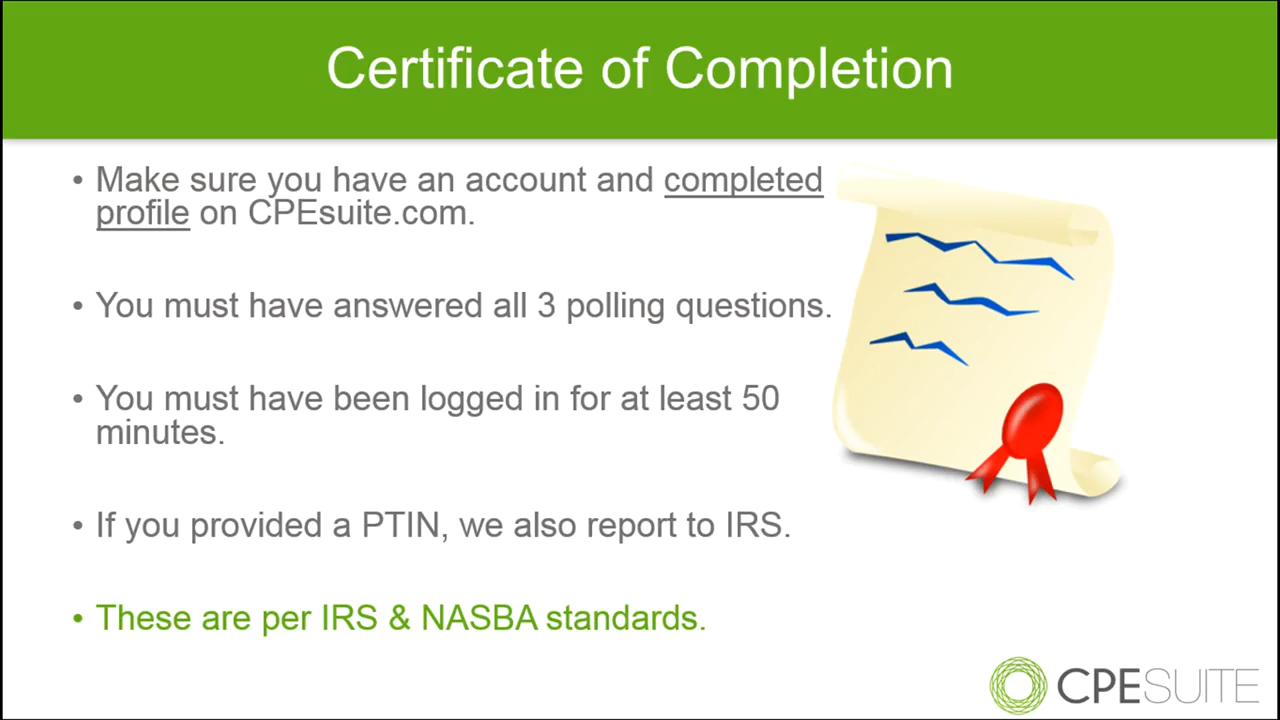 Certificate of Completion
• Make sure you have an account and completed
profile on CPEsuite.com.
• You must have answered all 3 polling questions.
• You must have been logged in for at least 50
minutes.
• If you provided a PTIN, we also report to IRS.
• These are per IRS & NASBA standards.
CPESUITE